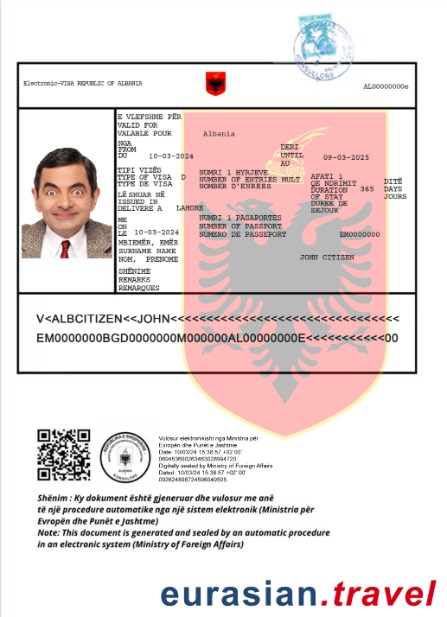 Electronic-VISA REPUBLIC OF ALBANIA
AL00000000e
E VLEFSHME PËR
VALID FOR
VALABLE POUR
Albania
NGA
FROM
DU
10-03-2024
DERI
UNTIL
AU
09-03-2025
TIPI VIZËS
TYPE OF VISA
TYPE DE VISA
D
NUMRI I HYRJEVE
NUMBER OF ENTRIES
NOMBER D'ENREES
MULT
AFATI I
QE NDRIMIT
DURATION
OF STAY
DUREE DE
SEJOUR
365
DITË
DAYS
JOURS
LË SHUAR NË
ISSUED IN
DELIVERE A
LAHORE
ME
ON
LE
10-03-2024
NUMRI I PASAPORTES
NUMBER OF PASSPORT
NUMERO DE PASSEPORT
EM0000000
MBIEMËR, EMËR
SURNAME NAME
NOM, PRENOME
JOHN CITIZEN
SHËNIME
REMARKS
REMARQUES
V<ALBCITIZEN<<JOHN<<<<<<<<<<<<<<<<<<<<<<<<<<<<
EM0000000BGD0000000M000000AL00000000E<<<<<<<<<<<00
Vulosur elektronikisht nga Ministria për
Evropën dhe Punët e Jashtme
Date: 10/03/24 15:38:57 +02'00'
Digitally sealed by Ministry of Foreign Affairs
Dated: 10/03/24 15:38:57 +02' 00'
Shënim : Ky dokument është gjeneruar dhe vulosur me anë
të një procedure automatike nga një sistem elektronik (Ministria për
Evropën dhe Punët e Jashtme)
Note: This document is generated and sealed by an automatic procedure
in an electronic system (Ministry of Foreign Affairs)
eurasian.travel